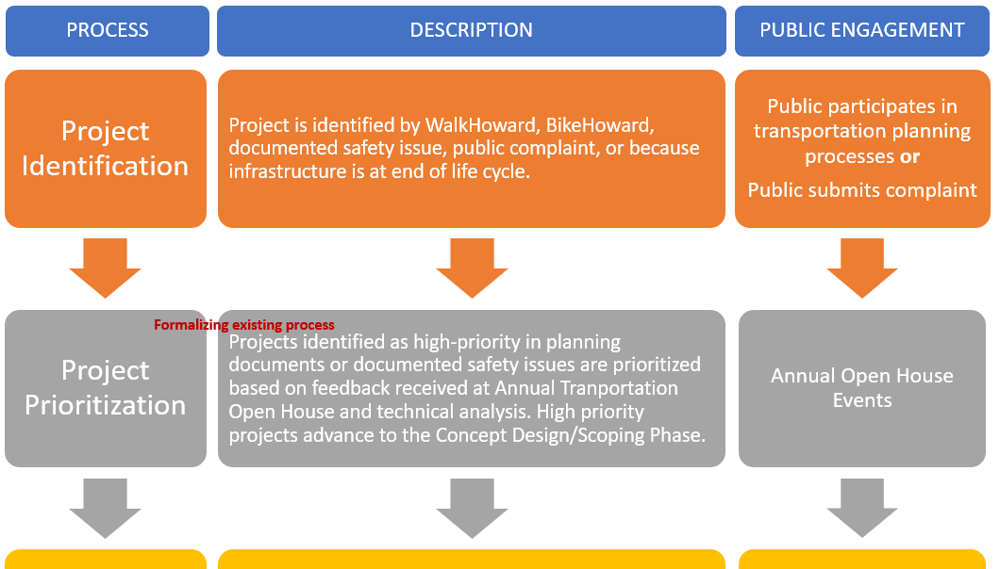 PROCESS
DESCRIPTION
PUBLIC ENGAGEMENT
Project
Identification
Project is identified by WalkHoward, BikeHoward,
documented safety issue, public complaint, or because
infrastructure is at end of life cycle.
Public participates in
transportation planning
processes or
Public submits complaint
Formalizing existing process
Project
Prioritization
Projects identified as high-priority in planning
documents or documented safety issues are prioritized
based on feedback received at Annual Tranportation
Open House and technical analysis. High priority
projects advance to the Concept Design/Scoping Phase.
Annual Open House
Events